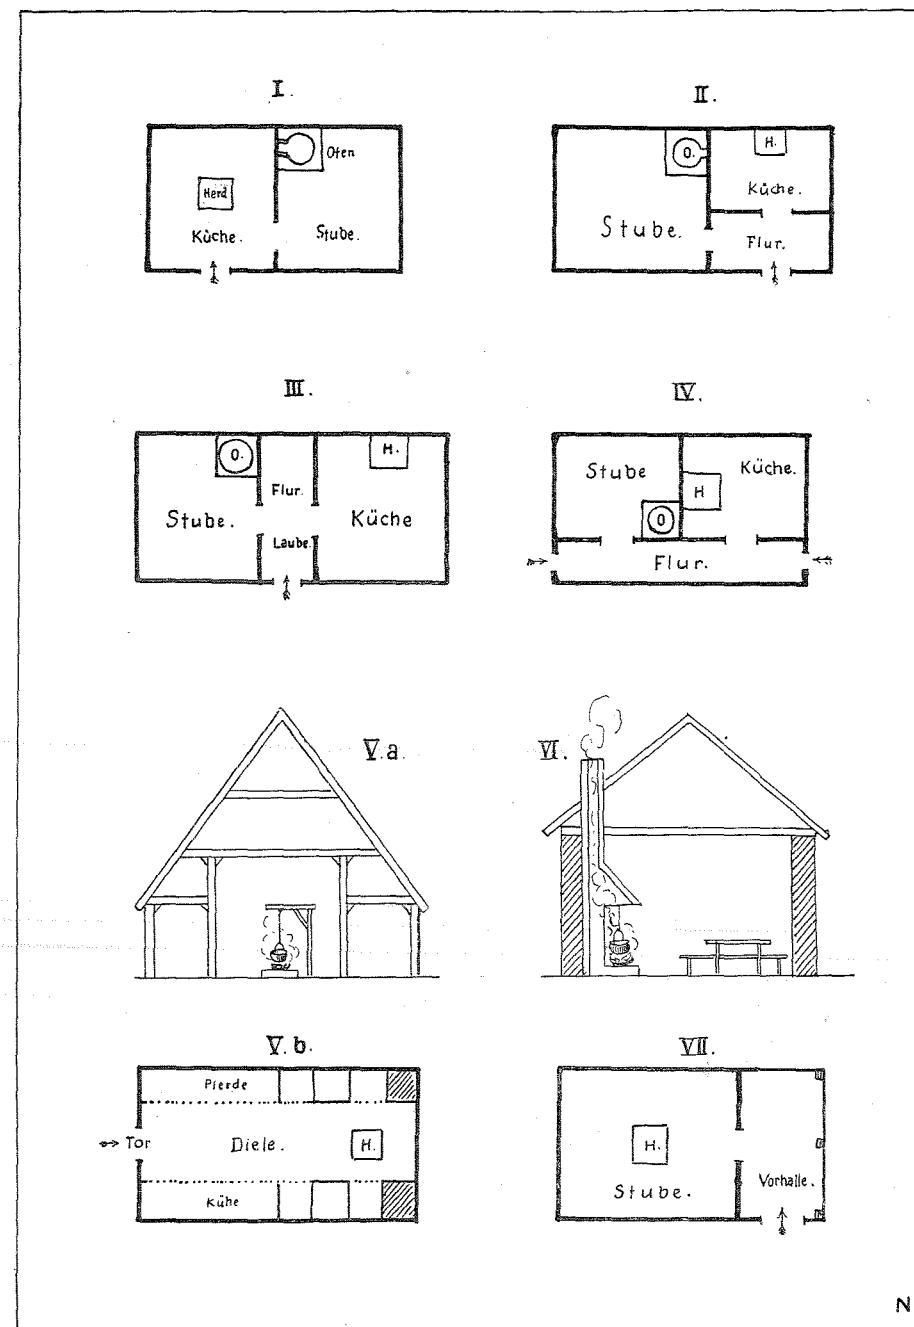 I.
Ofen
Herd
Küche.
Stube.
II.
O.
H.
Küche.
Stube.
Flur.
III.
O.
H.
Flur.
Stube.
Küche
Laube.
IV.
Stube
Küche.
H
O
Flur.
V.a.
VI.
V.b.
Pferde
Tor
Diele.
H.
Kühe
VII.
H.
Stube.
Vorhalle.
N